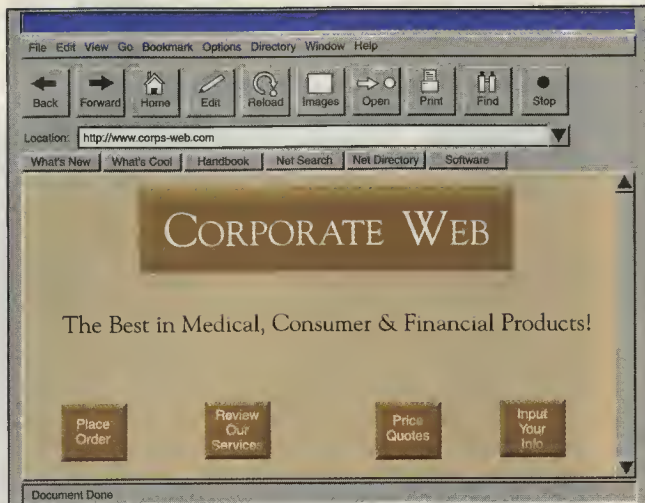 File Edit View Go Bookmark Options Directory Window Help
Back Forward Home Edit Reload Images Open Print Find Stop
Location: http://www.corps-web.com
What's New What's Cool Handbook Net Search Net Directory Software
CORPORATE WEB
The Best in Medical, Consumer & Financial Products!
Place
Order
Review
Our
Services
Price
Quotes
Input
Your
Info
Document Done